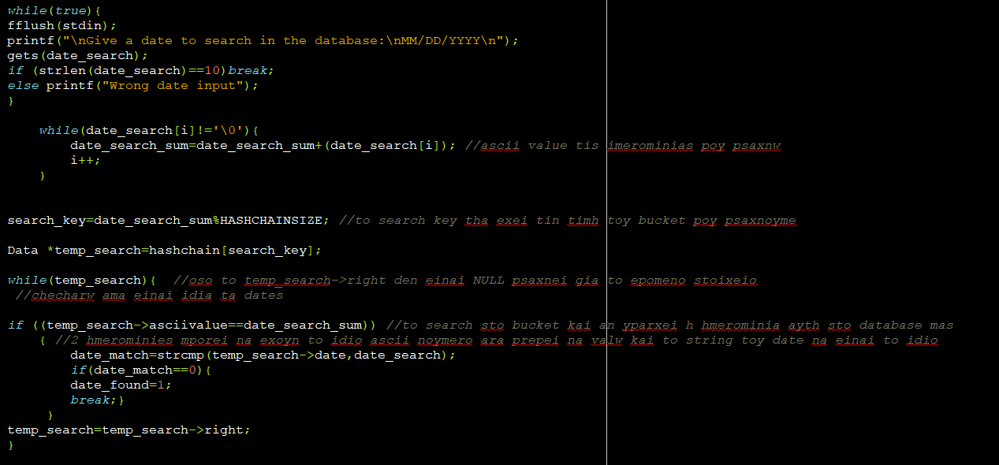 while(true){
fflush(stdin);
printf("\nGive a date to search in the database:\nMM/DD/YYYY\n");
gets(date_search);
if (strlen(date_search)==10)break;
else printf("Wrong date input");
}
while(date_search[i]!='\0'){
date_search_sum=date_search_sum+(date_search[i]); //ascii value tis imerominias poy psaxnw
i++;
}
search_key=date_search_sum%HASHCHAINSIZE; //to search key tha exei tin timh toy bucket poy psaxnoyme
Data *temp_search=hashchain[search_key];
while(temp_search){  //oso to temp_search->right den einai NULL psaxnei gia to epomeno stoixeio
//checharw ama einai idia ta dates
if ((temp_search->asciivalue==date_search_sum)) //to search sto bucket kai an yparxei h hmerominia ayth sto database mas
{ //2 hmerominies mporei na exoyn to idio ascii noymero ara prepei na valw kai to string toy date na einai to idio
date_match=strcmp(temp_search->date,date_search);
if(date_match==0){
date_found=1;
break;}
}
temp_search=temp_search->right;
}